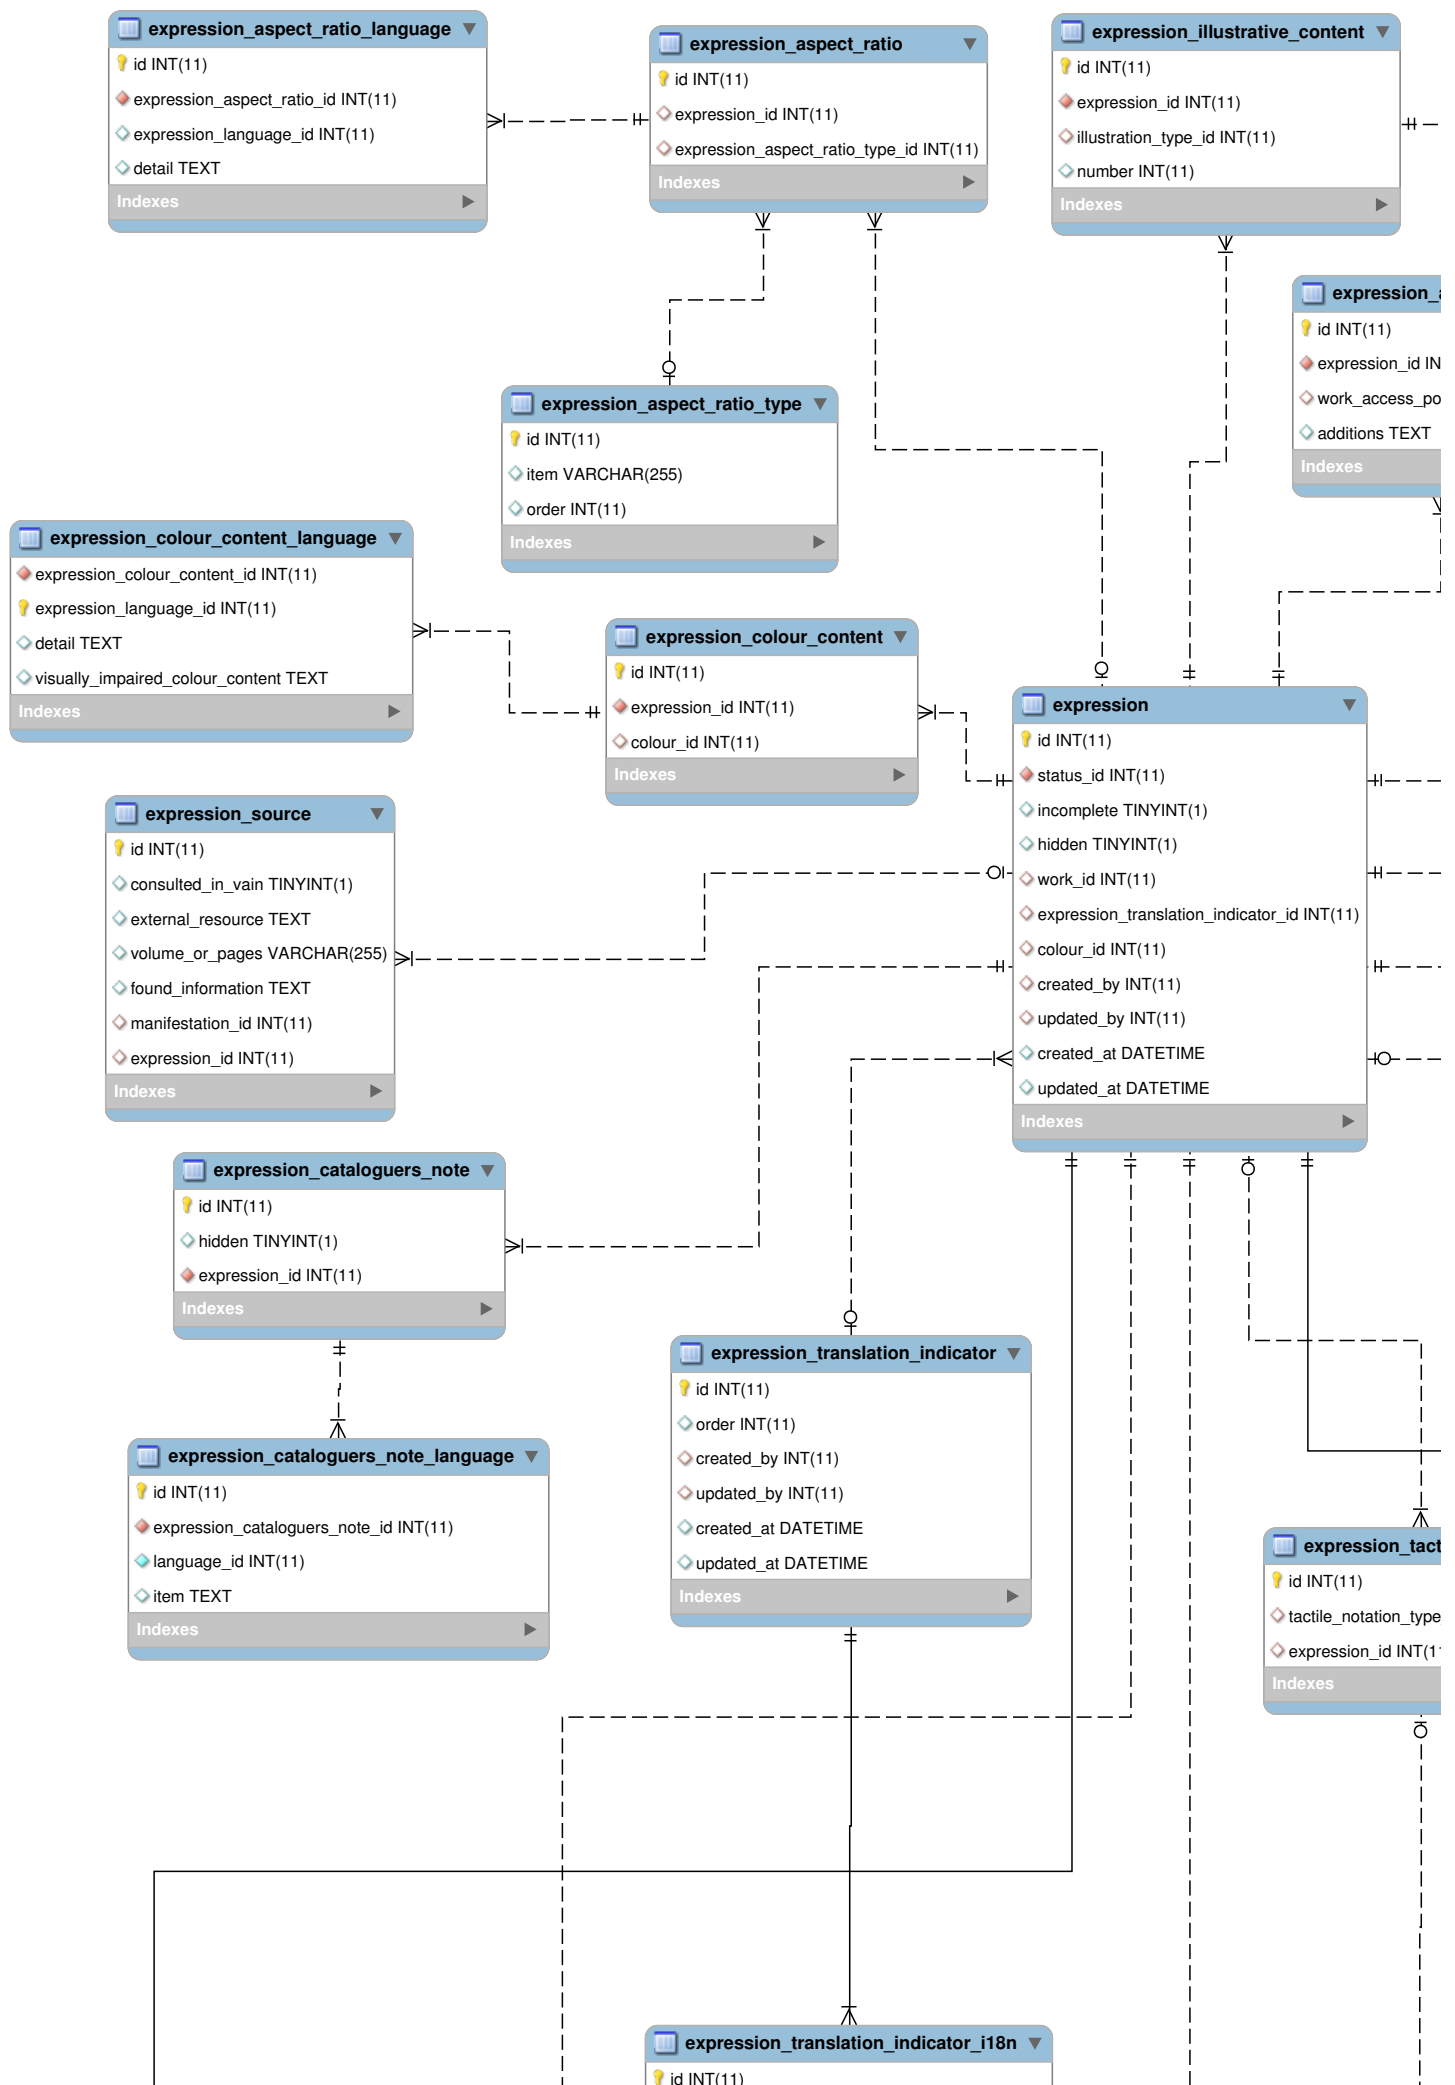 expression_aspect_ratio_language
id INT(11)
expression_aspect_ratio_id INT(11)
expression_language_id INT(11)
detail TEXT
Indexes
expression_aspect_ratio
id INT(11)
expression_id INT(11)
expression_aspect_ratio_type_id INT(11)
Indexes
expression_illustrative_content
id INT(11)
expression_id INT(11)
illustration_type_id INT(11)
number INT(11)
Indexes
expression_a
id INT(11)
expression_id IN
work_access_po
additions TEXT
Indexes
expression_aspect_ratio_type
id INT(11)
item VARCHAR(255)
order INT(11)
Indexes
expression_colour_content_language
expression_colour_content_id INT(11)
expression_language_id INT(11)
detail TEXT
visually_impaired_colour_content TEXT
Indexes
expression_colour_content
id INT(11)
expression_id INT(11)
colour_id INT(11)
Indexes
expression
id INT(11)
status_id INT(11)
incomplete TINYINT(1)
hidden TINYINT(1)
work_id INT(11)
expression_translation_indicator_id INT(11)
colour_id INT(11)
created_by INT(11)
updated_by INT(11)
created_at DATETIME
updated_at DATETIME
Indexes
expression_source
id INT(11)
consulted_in_vain TINYINT(1)
external_resource TEXT
volume_or_pages VARCHAR(255)
found_information TEXT
manifestation_id INT(11)
expression_id INT(11)
Indexes
expression_cataloguers_note
id INT(11)
hidden TINYINT(1)
expression_id INT(11)
Indexes
expression_translation_indicator
id INT(11)
order INT(11)
created_by INT(11)
updated_by INT(11)
created_at DATETIME
updated_at DATETIME
Indexes
expression_cataloguers_note_language
id INT(11)
expression_cataloguers_note_id INT(11)
language_id INT(11)
item TEXT
Indexes
expression_tact
id INT(11)
tactile_notation_type
expression_id INT(1
Indexes
expression_translation_indicator_i18n
id INT(11)